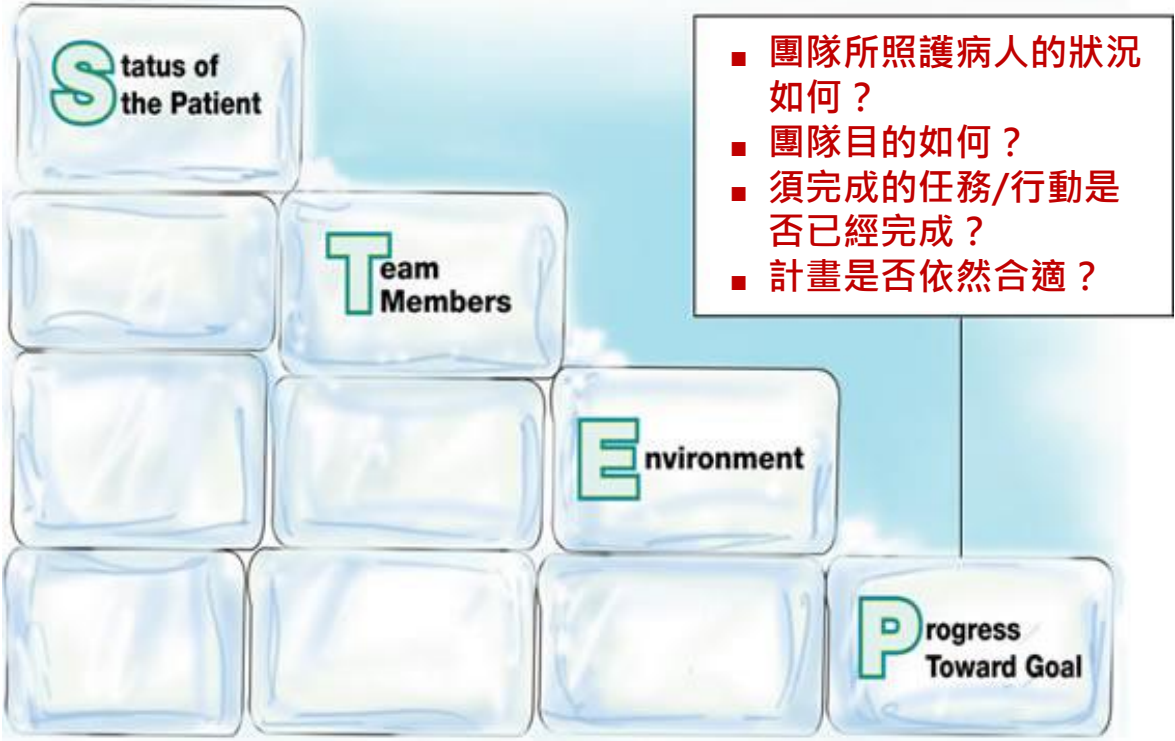 Status of
the Patient
■ 團隊所照護病人的狀況
如何？
■ 團隊目的如何？
■ 須完成的任務/行動是
否已經完成？
■ 計畫是否依然合適？
Team
Members
Environment
Progress
Toward Goal